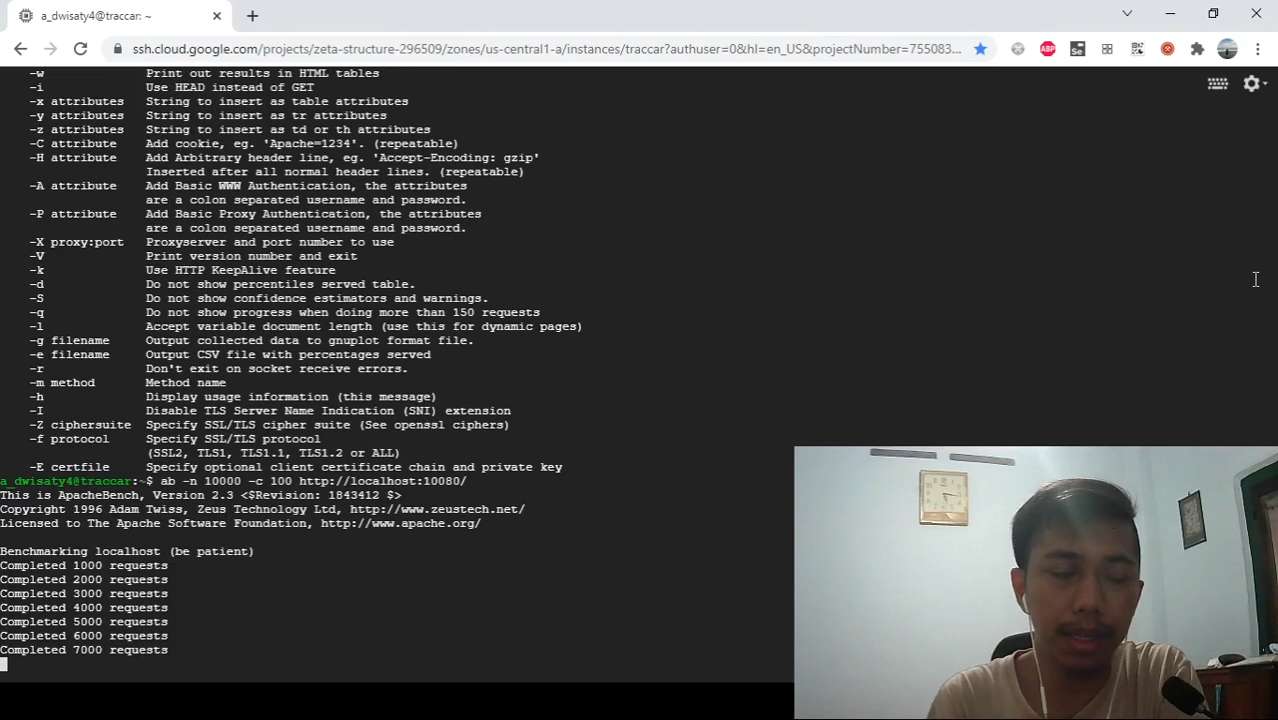 a_dwisaty4@traccar: ~
ssh.cloud.google.com/projects/zeta-structure-296509/zones/us-central1-a/instances/traccar?authuser=0&hl=en_US&projectNumber=755083...
ABP
Se
-w Print out results in HTML tables
-i Use HEAD instead of GET
-x attributes String to insert as table attributes
-y attributes String to insert as tr attributes
-z attributes String to insert as td or th attributes
-C attribute Add cookie, eg. 'Apache=1234'. (repeatable)
-H attribute Add Arbitrary header line, eg. 'Accept-Encoding: gzip'
Inserted after all normal header lines. (repeatable)
-A attribute Add Basic WWW Authentication, the attributes
are a colon separated username and password.
-P attribute Add Basic Proxy Authentication, the attributes
are a colon separated username and password.
-X proxy:port Proxyserver and port number to use
-V Print version number and exit
-k Use HTTP KeepAlive feature
-d Do not show percentiles served table.
-S Do not show confidence estimators and warnings.
-q Do not show progress when doing more than 150 requests
-l Accept variable document length (use this for dynamic pages)
-g filename Output collected data to gnuplot format file.
-e filename Output CSV file with percentages served
-r Don't exit on socket receive errors.
-m method Method name
-h Display usage information (this message)
-I Disable TLS Server Name Indication (SNI) extension
-Z ciphersuite Specify SSL/TLS cipher suite (See openssl ciphers)
-f protocol Specify SSL/TLS protocol
(SSL2, TLS1, TLS1.1, TLS1.2 or ALL)
-E certfile Specify optional client certificate chain and private key
a_dwisaty4@traccar:~$ ab -n 10000 -c 100 http://localhost:10080/
This is ApacheBench, Version 2.3 <$Revision: 1843412 $>
Copyright 1996 Adam Twiss, Zeus Technology Ltd, http://www.zeustech.net/
Licensed to The Apache Software Foundation, http://www.apache.org/

Benchmarking localhost (be patient)
Completed 1000 requests
Completed 2000 requests
Completed 3000 requests
Completed 4000 requests
Completed 5000 requests
Completed 6000 requests
Completed 7000 requests